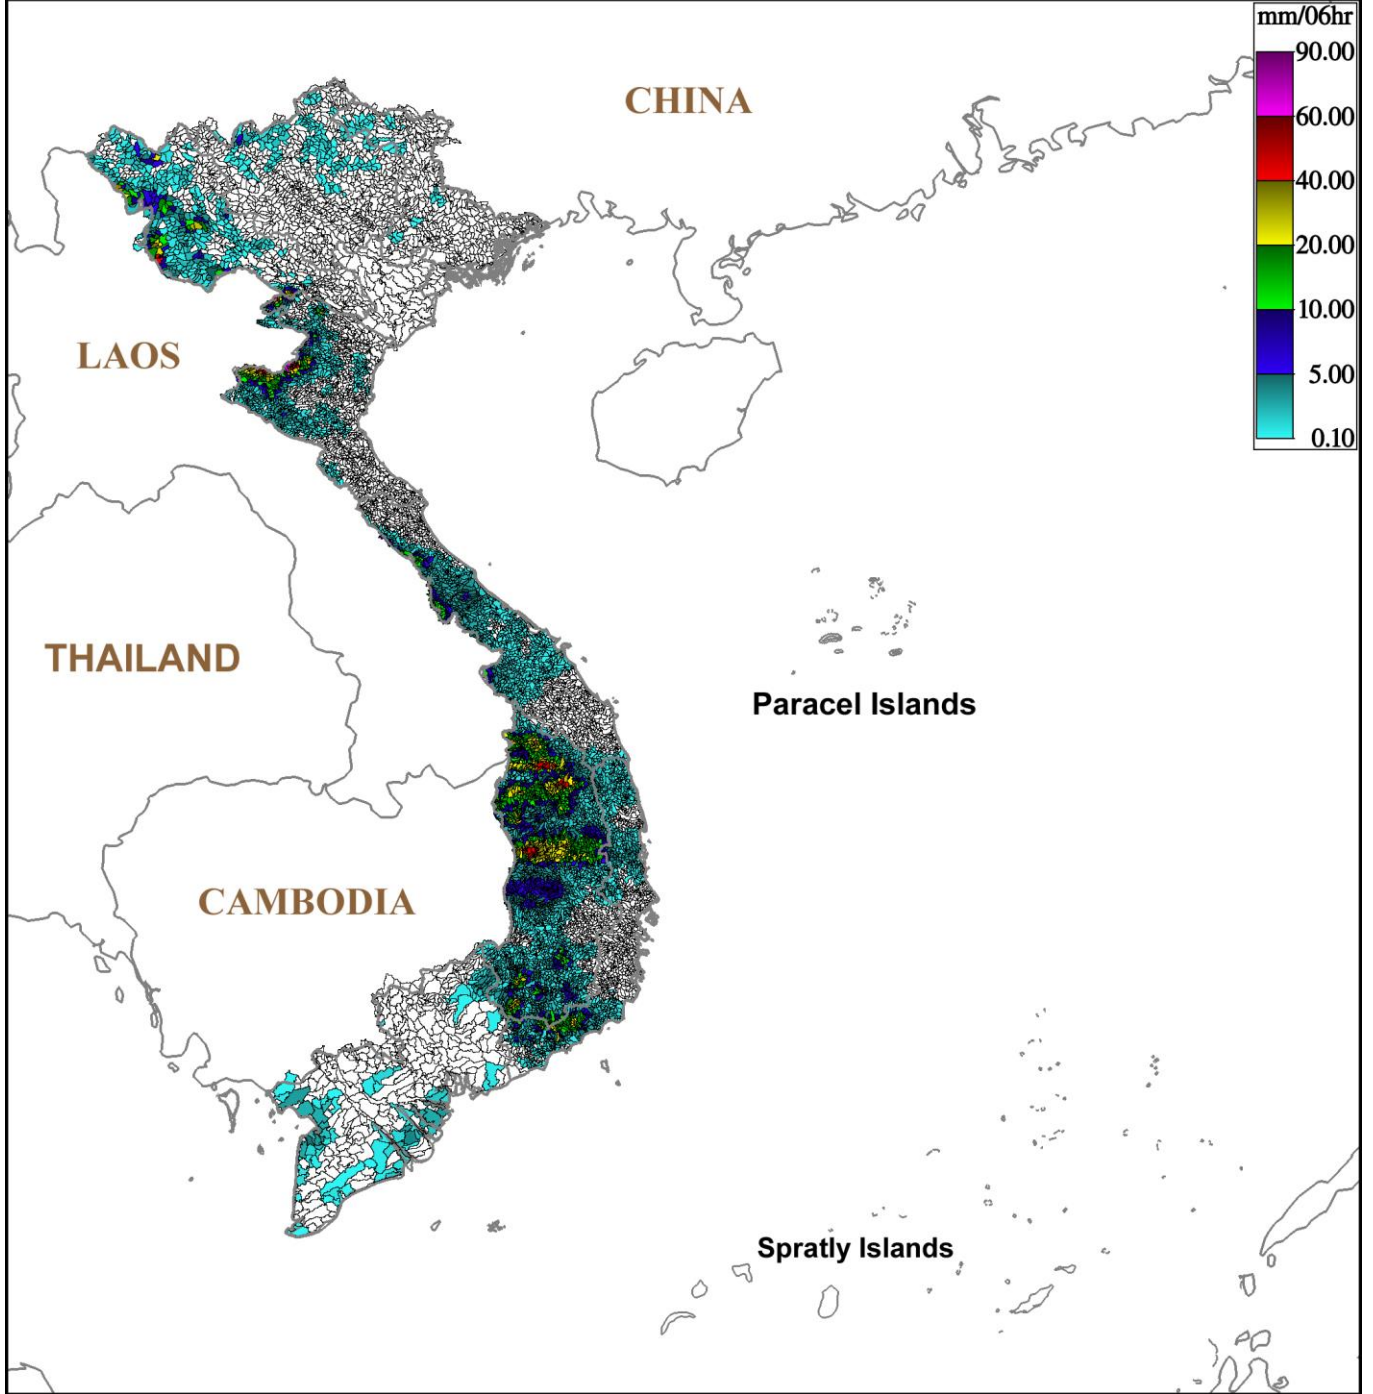 mm/06hr
90.00
60.00
40.00
20.00
10.00
5.00
0.10
CHINA
LAOS
THAILAND
Paracel Islands
CAMBODIA
Spratly Islands